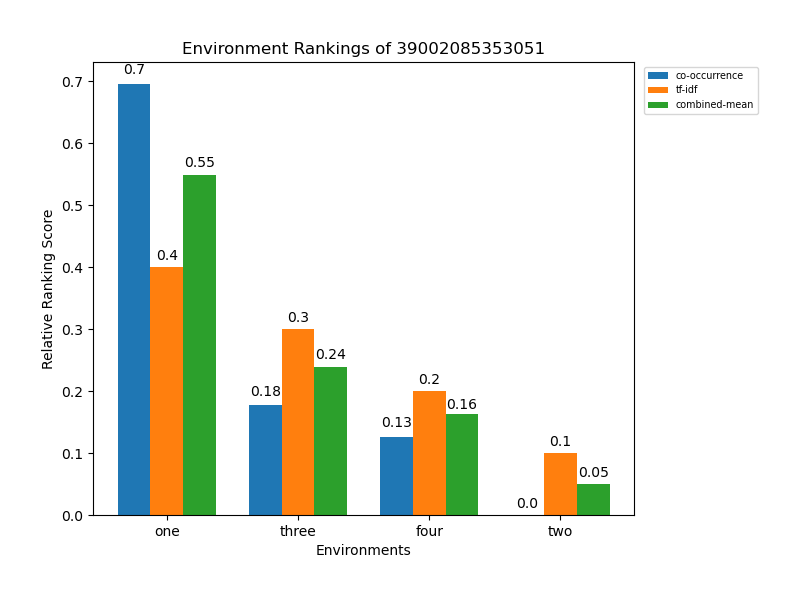 Environment Rankings of 39002085353051
co-occurrence
tf-idf
combined-mean
Relative Ranking Score
0.7
0.6
0.5
0.4
0.3
0.2
0.1
0.0
0.7
0.4
0.55
0.18
0.3
0.24
0.13
0.2
0.16
0.0
0.1
0.05
one three four two
Environments